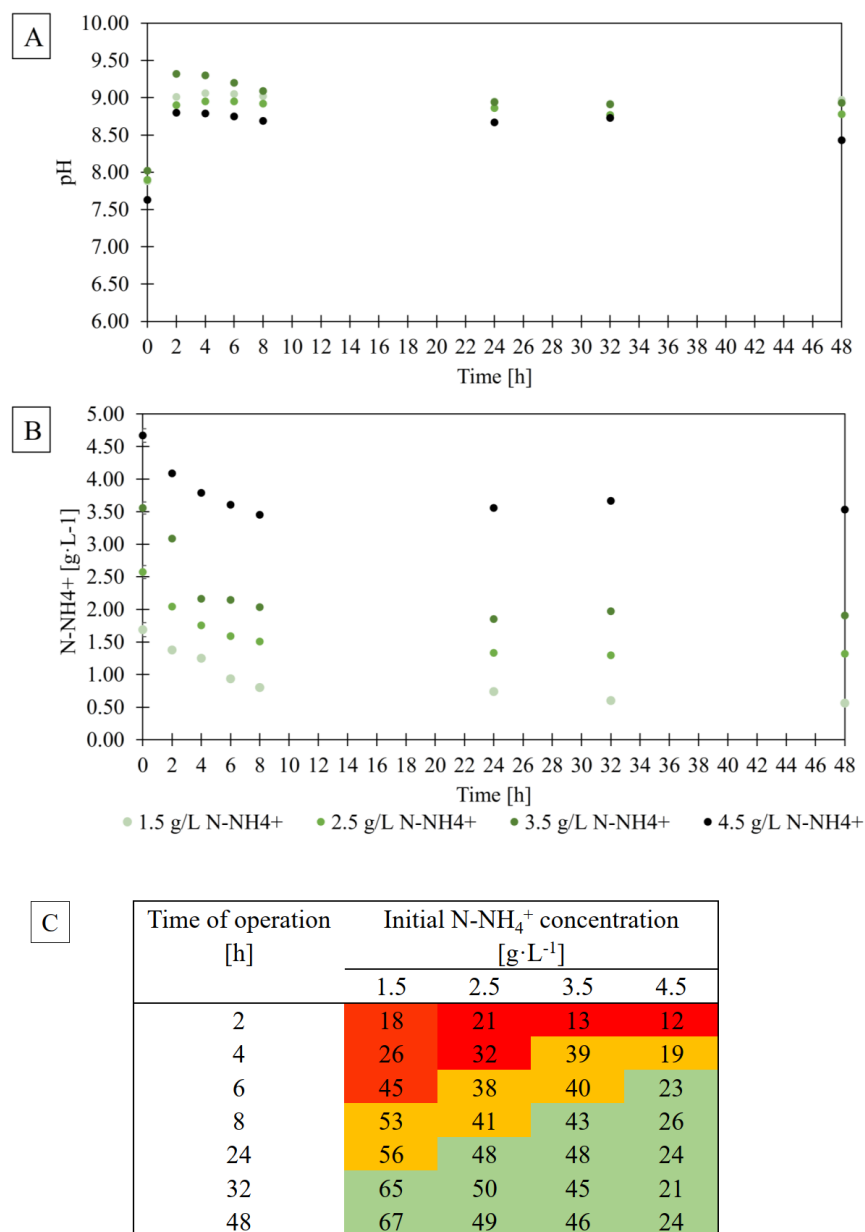 A
10.00
9.50
9.00
8.50
8.00
7.50
7.00
6.50
6.00
pH
0 2 4 6 8 10 12 14 16 18 20 22 24 26 28 30 32 34 36 38 40 42 44 46 48
Time [h]
B
5.00
4.50
4.00
3.50
3.00
2.50
2.00
1.50
1.00
0.50
0.00
N-NH4+ [g·L-1]
0 2 4 6 8 10 12 14 16 18 20 22 24 26 28 30 32 34 36 38 40 42 44 46 48
Time [h]
1.5 g/L N-NH4+ 2.5 g/L N-NH4+ 3.5 g/L N-NH4+ 4.5 g/L N-NH4+
C
Time of operation Initial N-NH₄⁺ concentration
[h] [g·L⁻¹]
1.5 2.5 3.5 4.5
2 18 21 13 12
4 26 32 39 19
6 45 38 40 23
8 53 41 43 26
24 56 48 48 24
32 65 50 45 21
48 67 49 46 24